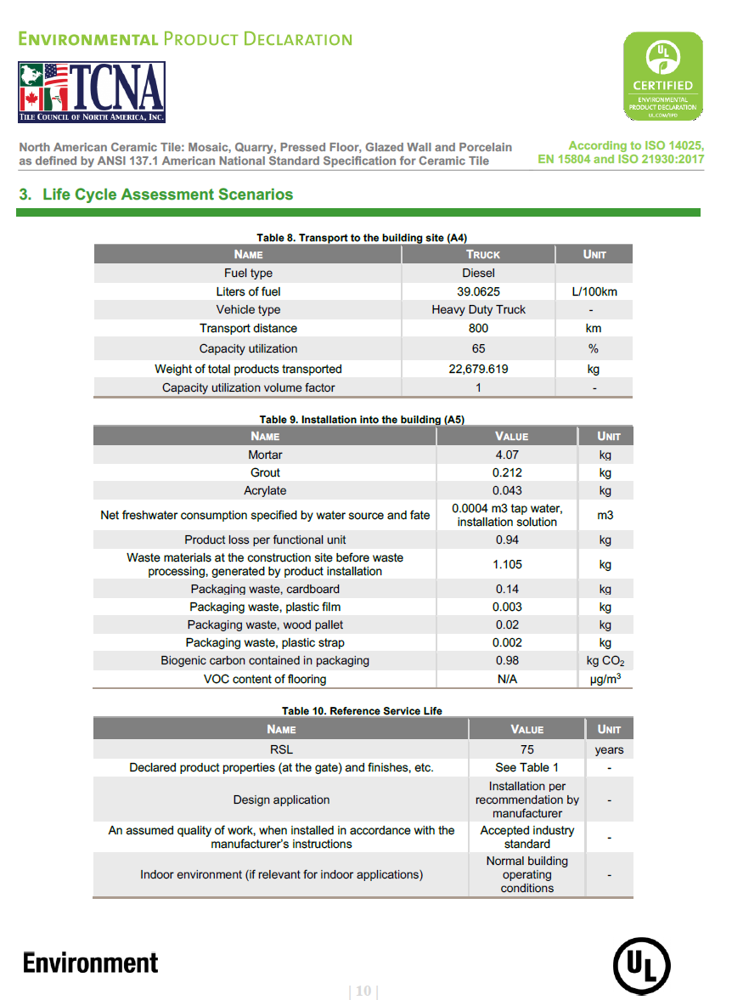 ENVIRONMENTAL PRODUCT DECLARATION
TCNA
TILE COUNCIL OF NORTH AMERICA, INC.
UL
CERTIFIED
ENVIRONMENTAL
PRODUCT DECLARATION
UL.COM/EPD
North American Ceramic Tile: Mosaic, Quarry, Pressed Floor, Glazed Wall and Porcelain
as defined by ANSI 137.1 American National Standard Specification for Ceramic Tile
According to ISO 14025,
EN 15804 and ISO 21930:2017
3. Life Cycle Assessment Scenarios
Table 8. Transport to the building site (A4)
NAME TRUCK UNIT
Fuel type Diesel
Liters of fuel 39.0625 L/100km
Vehicle type Heavy Duty Truck -
Transport distance 800 km
Capacity utilization 65 %
Weight of total products transported 22,679.619 kg
Capacity utilization volume factor 1 -
Table 9. Installation into the building (A5)
NAME VALUE UNIT
Mortar 4.07 kg
Grout 0.212 kg
Acrylate 0.043 kg
Net freshwater consumption specified by water source and fate 0.0004 m3 tap water, m3
installation solution
Product loss per functional unit 0.94 kg
Waste materials at the construction site before waste 1.105 kg
processing, generated by product installation
Packaging waste, cardboard 0.14 kg
Packaging waste, plastic film 0.003 kg
Packaging waste, wood pallet 0.02 kg
Packaging waste, plastic strap 0.002 kg
Biogenic carbon contained in packaging 0.98 kg CO2
VOC content of flooring N/A µg/m³
Table 10. Reference Service Life
NAME VALUE UNIT
RSL 75 years
Declared product properties (at the gate) and finishes, etc. See Table 1 -
Design application Installation per -
recommendation by
manufacturer
An assumed quality of work, when installed in accordance with the Accepted industry -
manufacturer's instructions standard
Indoor environment (if relevant for indoor applications) Normal building -
operating
conditions
Environment
UL
| 10 |